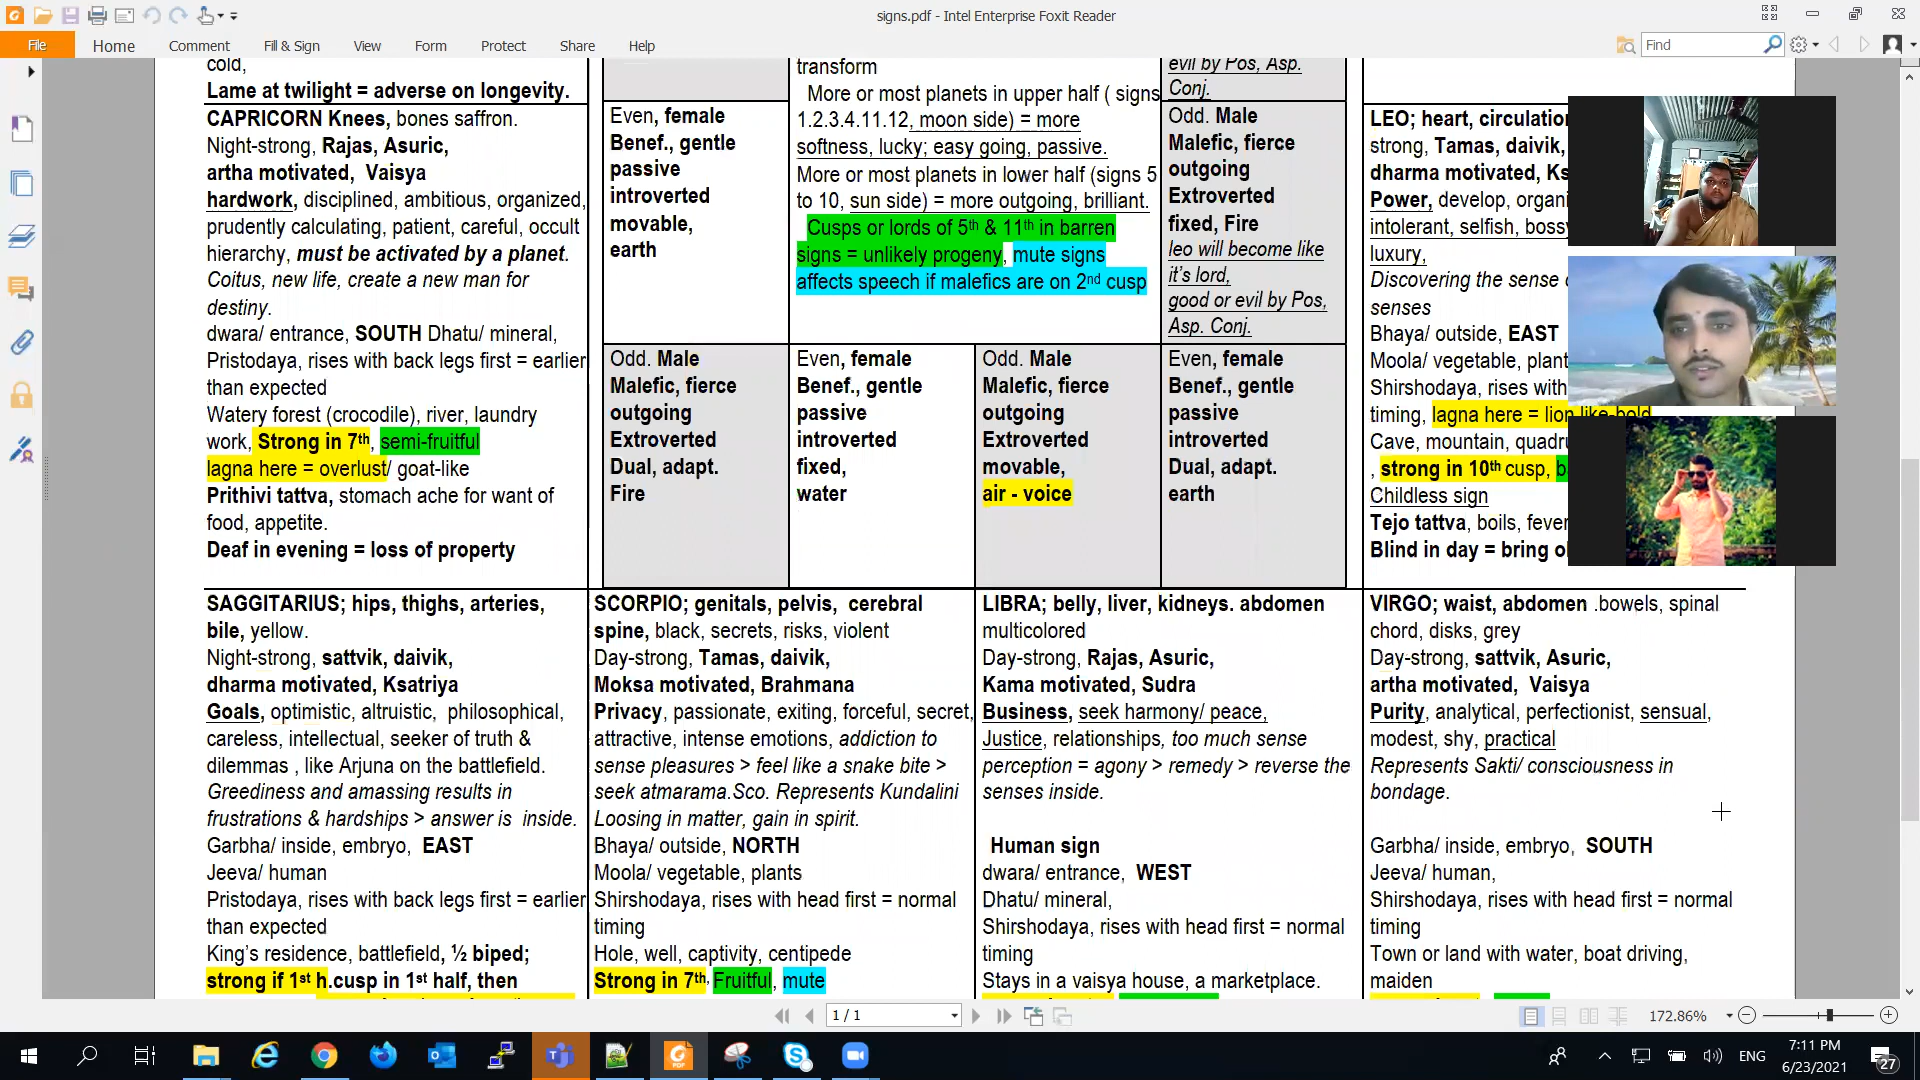 signs.pdf - Intel Enterprise Foxit Reader
File Home Comment Fill & Sign View Form Protect Share Help
Find
cold,
Lame at twilight = adverse on longevity.
CAPRICORN Knees, bones saffron.
Night-strong, Rajas, Asuric,
artha motivated, Vaisya
hardwork, disciplined, ambitious, organized,
prudently calculating, patient, careful, occult
hierarchy, must be activated by a planet.
Coitus, new life, create a new man for
destiny.
dwara/ entrance, SOUTH Dhatu/ mineral,
Pristodaya, rises with back legs first = earlier
than expected
Watery forest (crocodile), river, laundry
work, Strong in 7th, semi-fruitful
lagna here = overlust/ goat-like
Prithivi tattva, stomach ache for want of
food, appetite.
Deaf in evening = loss of property
Even, female
Benef., gentle
passive
introverted
movable,
earth
transform
More or most planets in upper half ( signs
1.2.3.4.11.12, moon side) = more
softness, lucky; easy going, passive.
More or most planets in lower half (signs 5
to 10, sun side) = more outgoing, brilliant.
Cusps or lords of 5th & 11th in barren
signs = unlikely progeny, mute signs
affects speech if malefics are on 2nd cusp
evil by Pos, Asp.
Conj.
Odd. Male
Malefic, fierce
outgoing
Extroverted
fixed, Fire
leo will become like
it's lord,
good or evil by Pos,
Asp. Conj.
LEO; heart, circulation
strong, Tamas, daivik,
dharma motivated,
Power, develop,
intolerant, selfish, bossy
luxury,
Discovering the sense
senses
Bhaya/ outside, EAST
Moola/ vegetable, plant
Shirshodaya, rises with
timing, lagna here = lion like bold
Cave, mountain,
, strong in 10th cusp,
Childless sign
Tejo tattva, boils, fever
Blind in day = bring
Odd. Male
Malefic, fierce
outgoing
Extroverted
Dual, adapt.
Fire
Even, female
Benef., gentle
passive
introverted
fixed,
water
Odd. Male
Malefic, fierce
outgoing
Extroverted
movable,
air - voice
Even, female
Benef., gentle
passive
introverted
Dual, adapt.
earth
SAGGITARIUS; hips, thighs, arteries,
bile, yellow.
Night-strong, sattvik, daivik,
dharma motivated, Ksatriya
Goals, optimistic, altruistic, philosophical,
careless, intellectual, seeker of truth &
dilemmas , like Arjuna on the battlefield.
Greediness and amassing results in
frustrations & hardships > answer is inside.
Garbha/ inside, embryo, EAST
Jeeva/ human
Pristodaya, rises with back legs first = earlier
than expected
King's residence, battlefield, ½ biped;
strong if 1st h.cusp in 1st half, then
SCORPIO; genitals, pelvis, cerebral
spine, black, secrets, risks, violent
Day-strong, Tamas, daivik,
Moksa motivated, Brahmana
Privacy, passionate, exiting, forceful, secret,
attractive, intense emotions, addiction to
sense pleasures > feel like a snake bite >
seek atmarama.Sco. Represents Kundalini
Loosing in matter, gain in spirit.
Bhaya/ outside, NORTH
Moola/ vegetable, plants
Shirshodaya, rises with head first = normal
timing
Hole, well, captivity, centipede
Strong in 7th, Fruitful, mute
LIBRA; belly, liver, kidneys. abdomen
multicolored
Day-strong, Rajas, Asuric,
Kama motivated, Sudra
Business, seek harmony/ peace,
Justice, relationships, too much sense
perception = agony > remedy > reverse the
senses inside.
Human sign
dwara/ entrance, WEST
Dhatu/ mineral,
Shirshodaya, rises with head first = normal
timing
Stays in a vaisya house, a marketplace.
VIRGO; waist, abdomen .bowels, spinal
chord, disks, grey
Day-strong, sattvik, Asuric,
artha motivated, Vaisya
Purity, analytical, perfectionist, sensual,
modest, shy, practical
Represents Sakti/ consciousness in
bondage.
Garbha/ inside, embryo, SOUTH
Jeeva/ human,
Shirshodaya, rises with head first = normal
timing
Town or land with water, boat driving,
maiden
1 / 1
172.86%
ENG
7:11 PM
6/23/2021
27